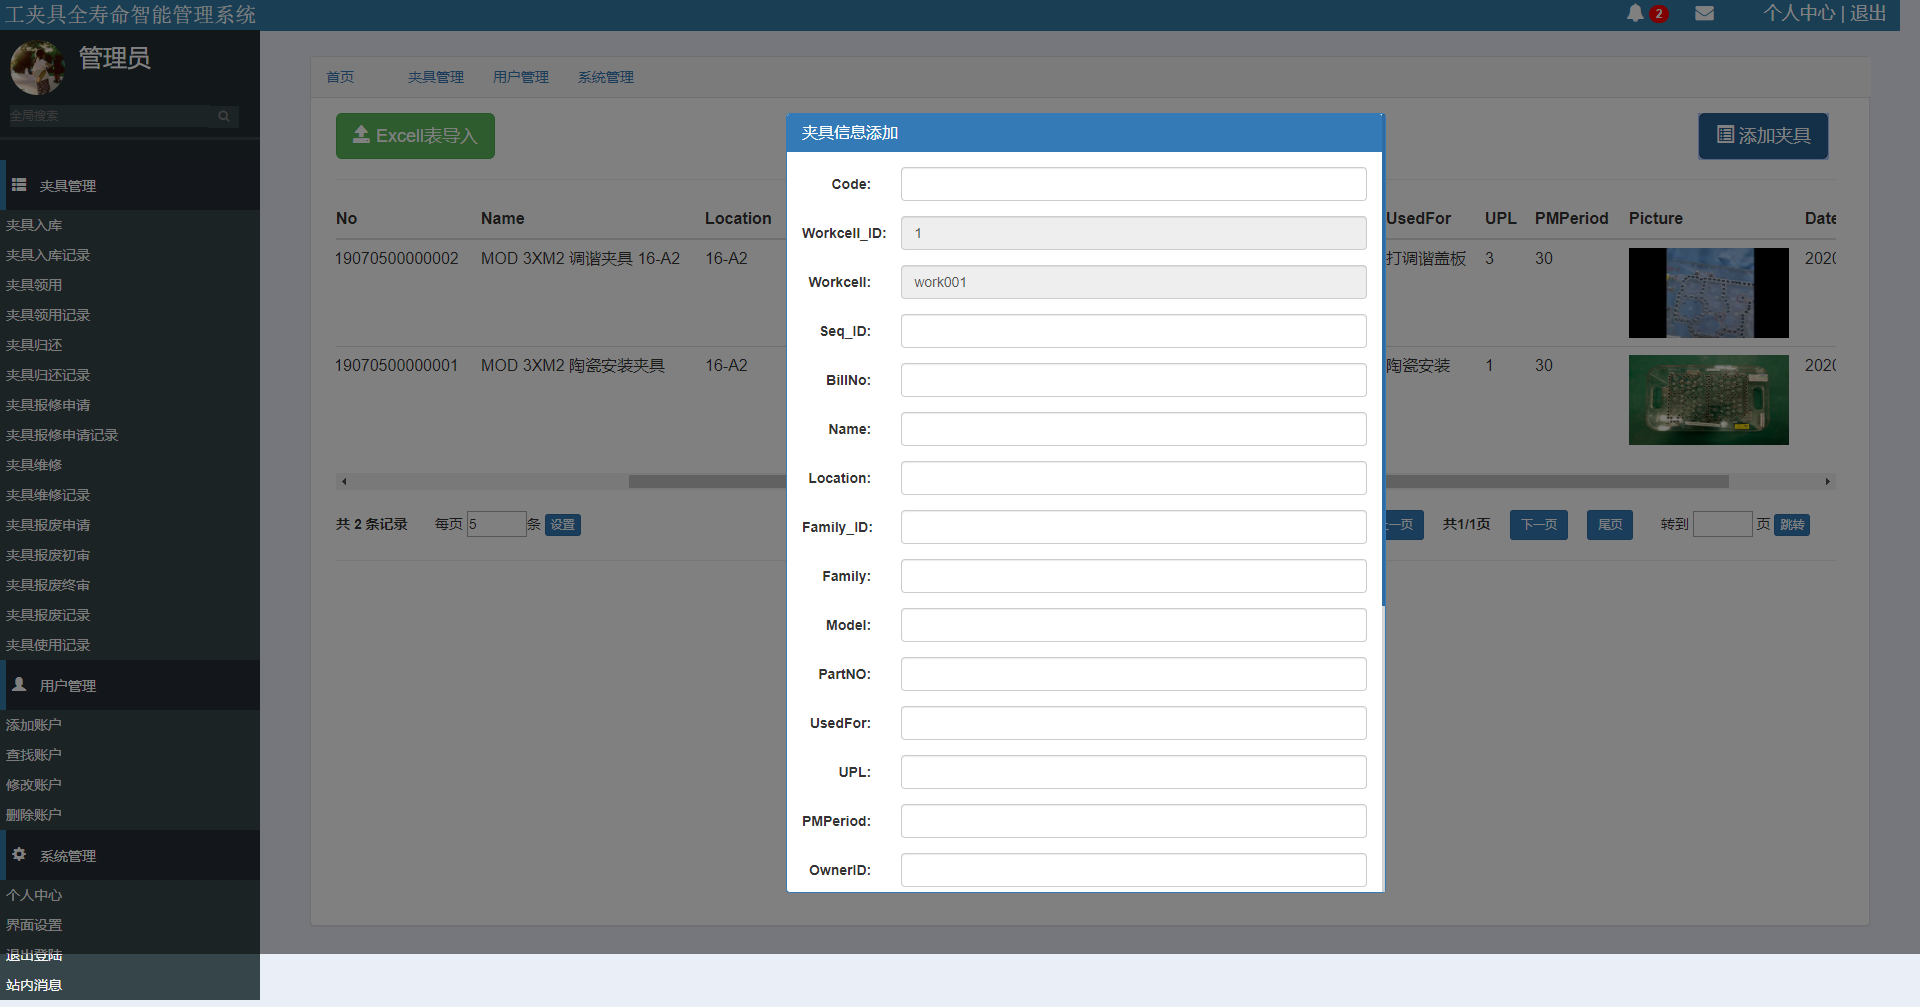 工夹具全寿命智能管理系统
2
个人中心 | 退出
管理员
全局搜索
夹具管理
夹具入库
夹具入库记录
夹具领用
夹具领用记录
夹具归还
夹具归还记录
夹具报修申请
夹具报修申请记录
夹具维修
夹具维修记录
夹具报废申请
夹具报废初审
夹具报废终审
夹具报废记录
夹具使用记录
用户管理
添加账户
查找账户
修改账户
删除账户
系统管理
个人中心
界面设置
退出登陆
站内消息
首页 夹具管理 用户管理 系统管理
Excell表导入
添加夹具
No Name Location UsedFor UPL PMPeriod Picture Date
19070500000002 MOD 3XM2 调谐夹具 16-A2 16-A2 打调谐盖板 3 30 2020
19070500000001 MOD 3XM2 陶瓷安装夹具 16-A2 陶瓷安装 1 30 2020
共 2 条记录 每页 5 条 设置 一页 共1/1页 下一页 尾页 转到 页 跳转
夹具信息添加
Code:
Workcell_ID: 1
Workcell: work001
Seq_ID:
BillNo:
Name:
Location:
Family_ID:
Family:
Model:
PartNO:
UsedFor:
UPL:
PMPeriod:
OwnerID: